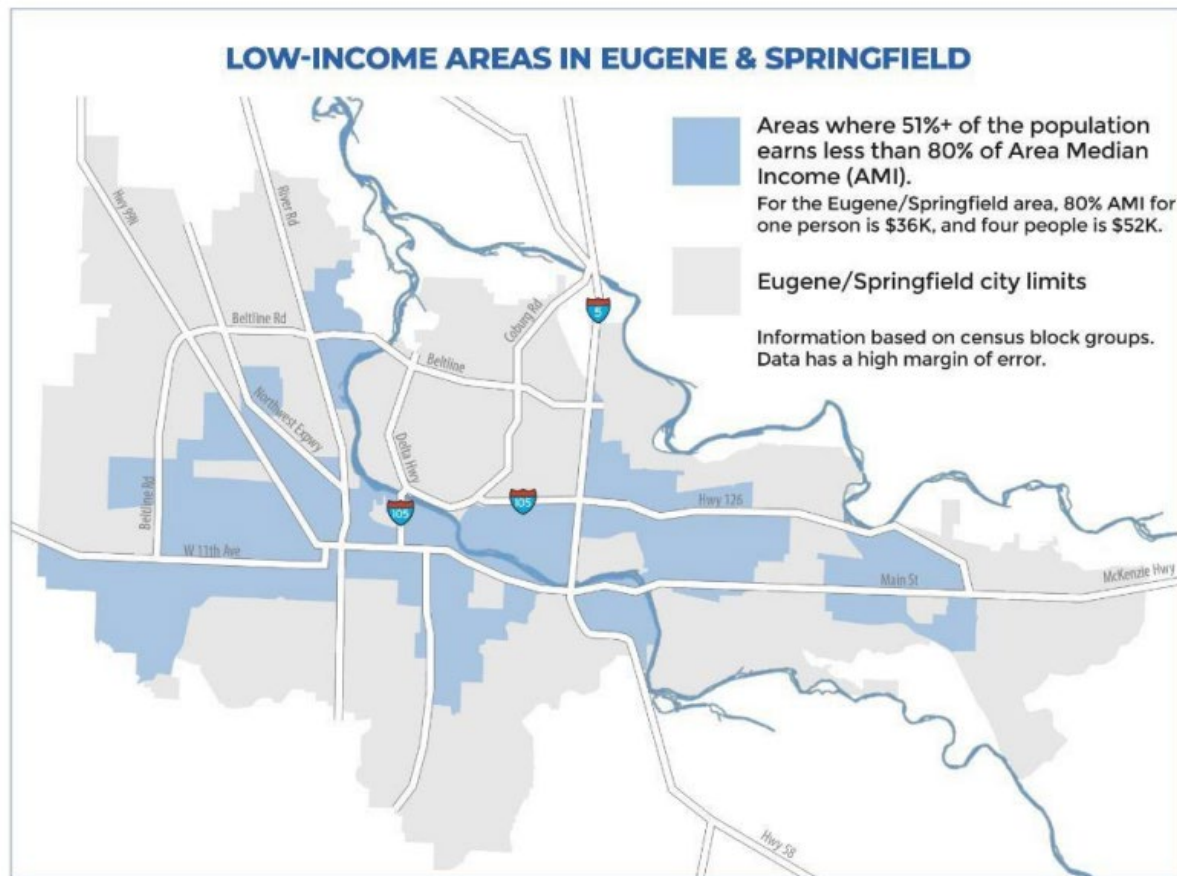 LOW-INCOME AREAS IN EUGENE & SPRINGFIELD
Areas where 51%+ of the population
earns less than 80% of Area Median
Income (AMI).
For the Eugene/Springfield area, 80% AMI for
one person is $36K, and four people is $52K.
Eugene/Springfield city limits
Information based on census block groups.
Data has a high margin of error.
Hwy 99N
River Rd
Beltline Rd
Coburg Rd
5
Beltline
Northwest Expwy
Delta Hwy
Beltline Rd
105
105
Hwy 126
W 11th Ave
Main St
McKenzie Hwy
Hwy 58